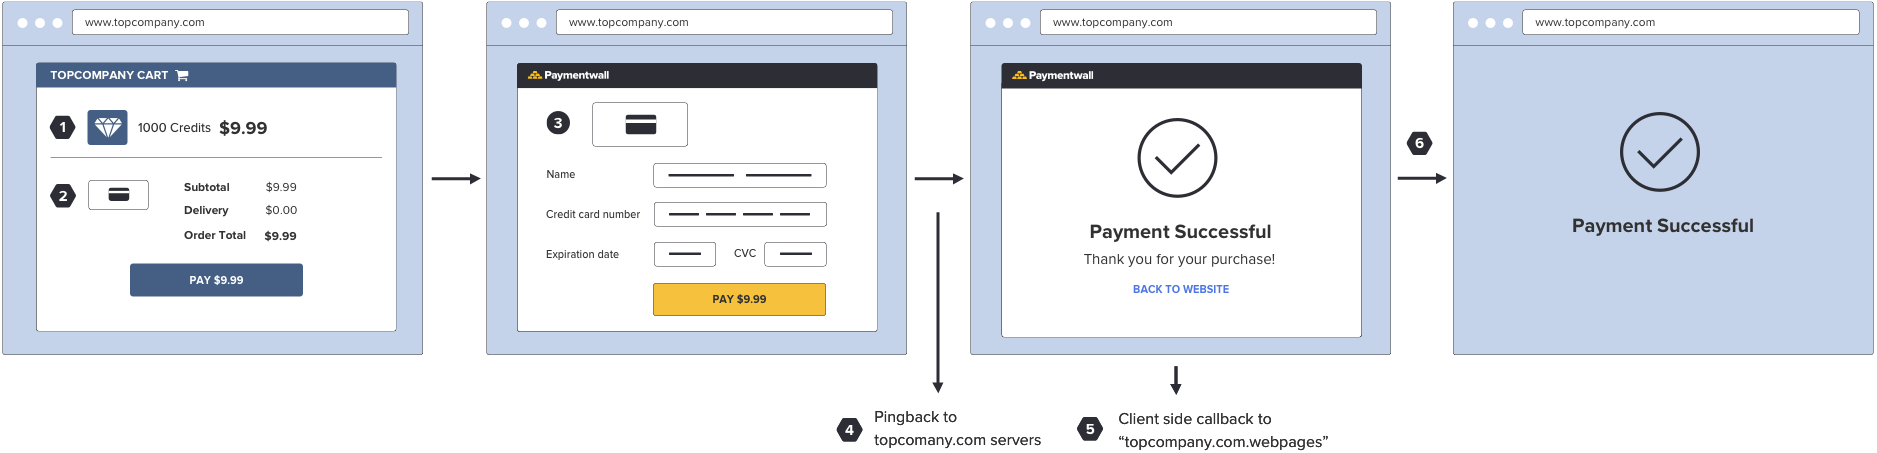 www.topcompany.com
TOPCOMPANY CART
1
1000 Credits $9.99
2
Subtotal $9.99
Delivery $0.00
Order Total $9.99
PAY $9.99
www.topcompany.com
Paymentwall
3
Name
Credit card number
Expiration date
CVC
PAY $9.99
4
Pingback to
topcomany.com servers
www.topcompany.com
Paymentwall
Payment Successful
Thank you for your purchase!
BACK TO WEBSITE
5
Client side callback to
“topcompany.com.webpages”
6
www.topcompany.com
Payment Successful